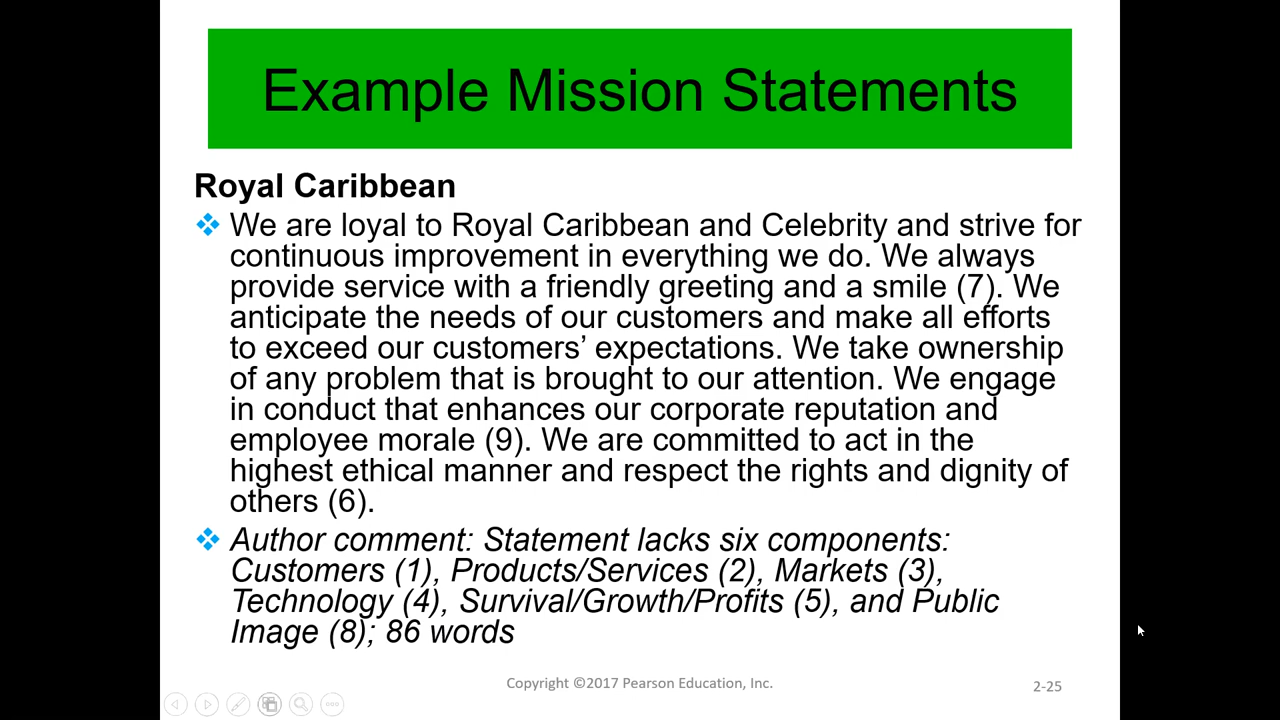 Example Mission Statements
Royal Caribbean
We are loyal to Royal Caribbean and Celebrity and strive for
continuous improvement in everything we do. We always
provide service with a friendly greeting and a smile (7). We
anticipate the needs of our customers and make all efforts
to exceed our customers’ expectations. We take ownership
of any problem that is brought to our attention. We engage
in conduct that enhances our corporate reputation and
employee morale (9). We are committed to act in the
highest ethical manner and respect the rights and dignity of
others (6).
Author comment: Statement lacks six components:
Customers (1), Products/Services (2), Markets (3),
Technology (4), Survival/Growth/Profits (5), and Public
Image (8); 86 words
Copyright ©2017 Pearson Education, Inc.
2-25